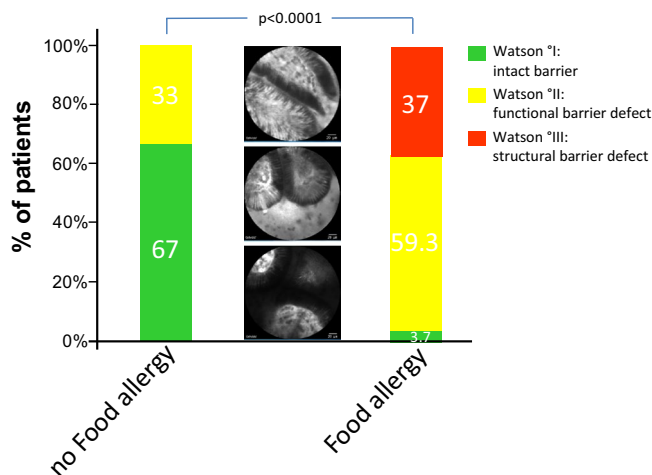 p<0.0001
100%
80%
60%
40%
20%
0%
% of patients
33
67
37
59.3
3.7
no Food allergy
Food allergy
Watson °I:
intact barrier
Watson °II:
functional barrier defect
Watson °III:
structural barrier defect